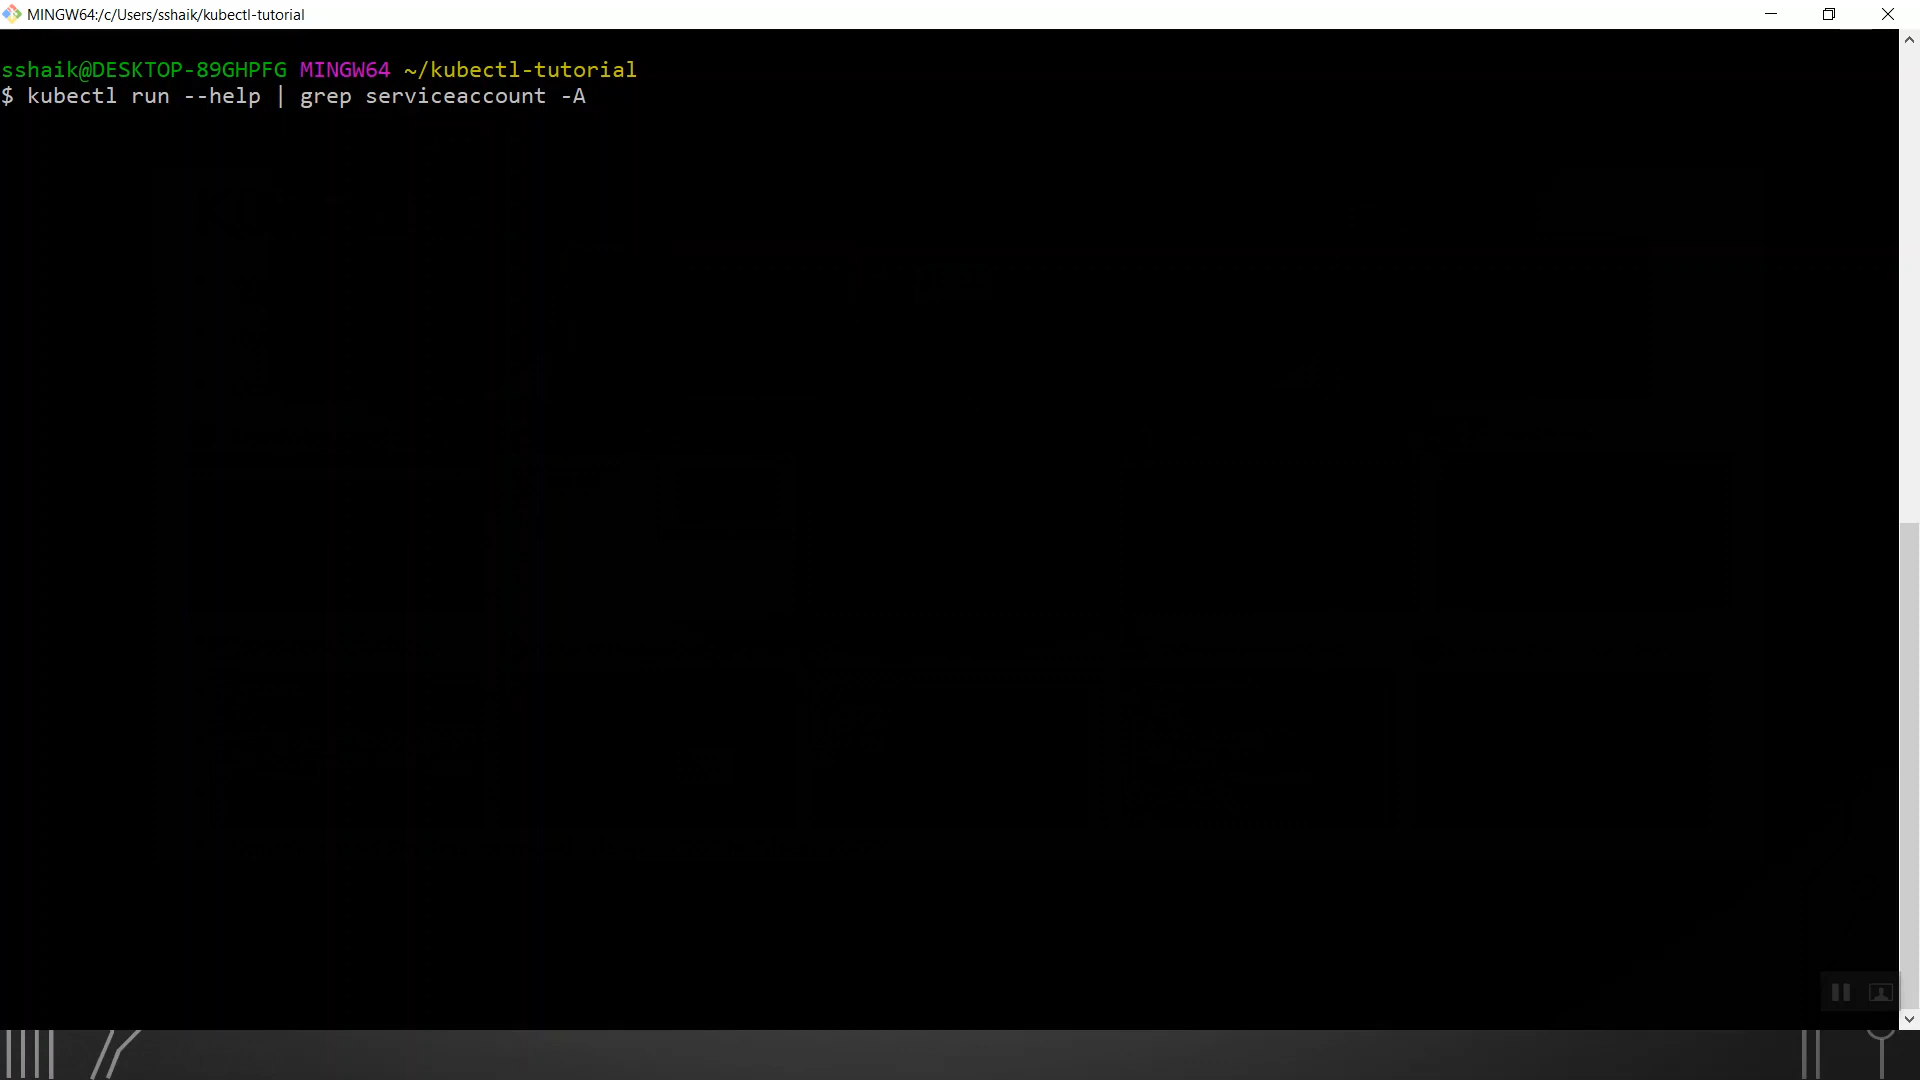 MINGW64:/c/Users/sshaik/kubectl-tutorial
sshaik@DESKTOP-89GHPFG MINGW64 ~/kubectl-tutorial
$ kubectl run --help | grep serviceaccount -A